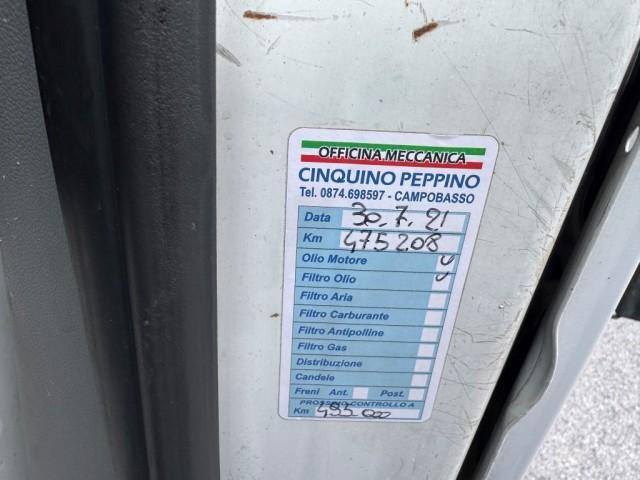 OFFICINA MECCANICA
CINQUINO PEPPINO
Tel. 0874.698597 - CAMPOBASSO
Data 30.7.21
Km 475208
Olio Motore
Filtro Olio
Filtro Aria
Filtro Carburante
Filtro Antipolline
Filtro Gas
Distribuzione
Candele
Freni Ant. Post.
PROSSIMO CONTROLLO A
Km 495000